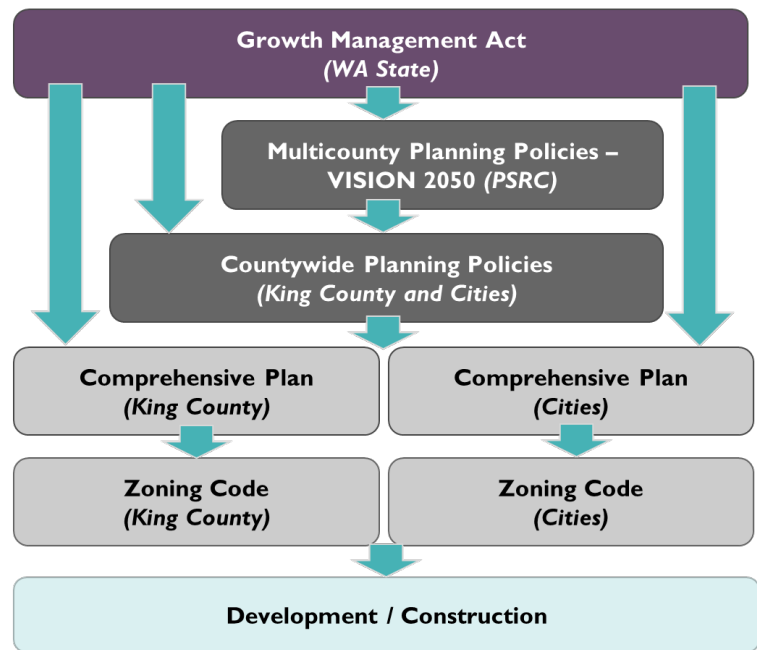 Growth Management Act
(WA State)
Multicounty Planning Policies –
VISION 2050 (PSRC)
Countywide Planning Policies
(King County and Cities)
Comprehensive Plan
(King County)
Comprehensive Plan
(Cities)
Zoning Code
(King County)
Zoning Code
(Cities)
Development / Construction